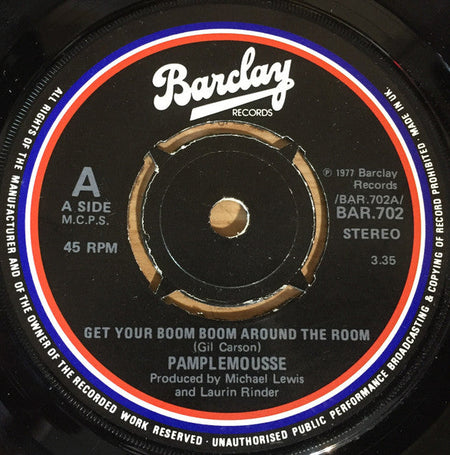 Barclay
RECORDS
A
A SIDE
M.C.P.S.
45 RPM
℗ 1977 Barclay
Records
/BAR.702A/
BAR.702
STEREO
3.35
GET YOUR BOOM BOOM AROUND THE ROOM
(Gil Carson)
PAMPLEMOUSSE
Produced by Michael Lewis
and Laurin Rinder
ALL RIGHTS OF THE MANUFACTURER AND OF THE OWNER OF THE RECORDED WORK RESERVED · UNAUTHORISED PUBLIC PERFORMANCE BROADCASTING & COPYING OF RECORD PROHIBITED · MADE IN UK